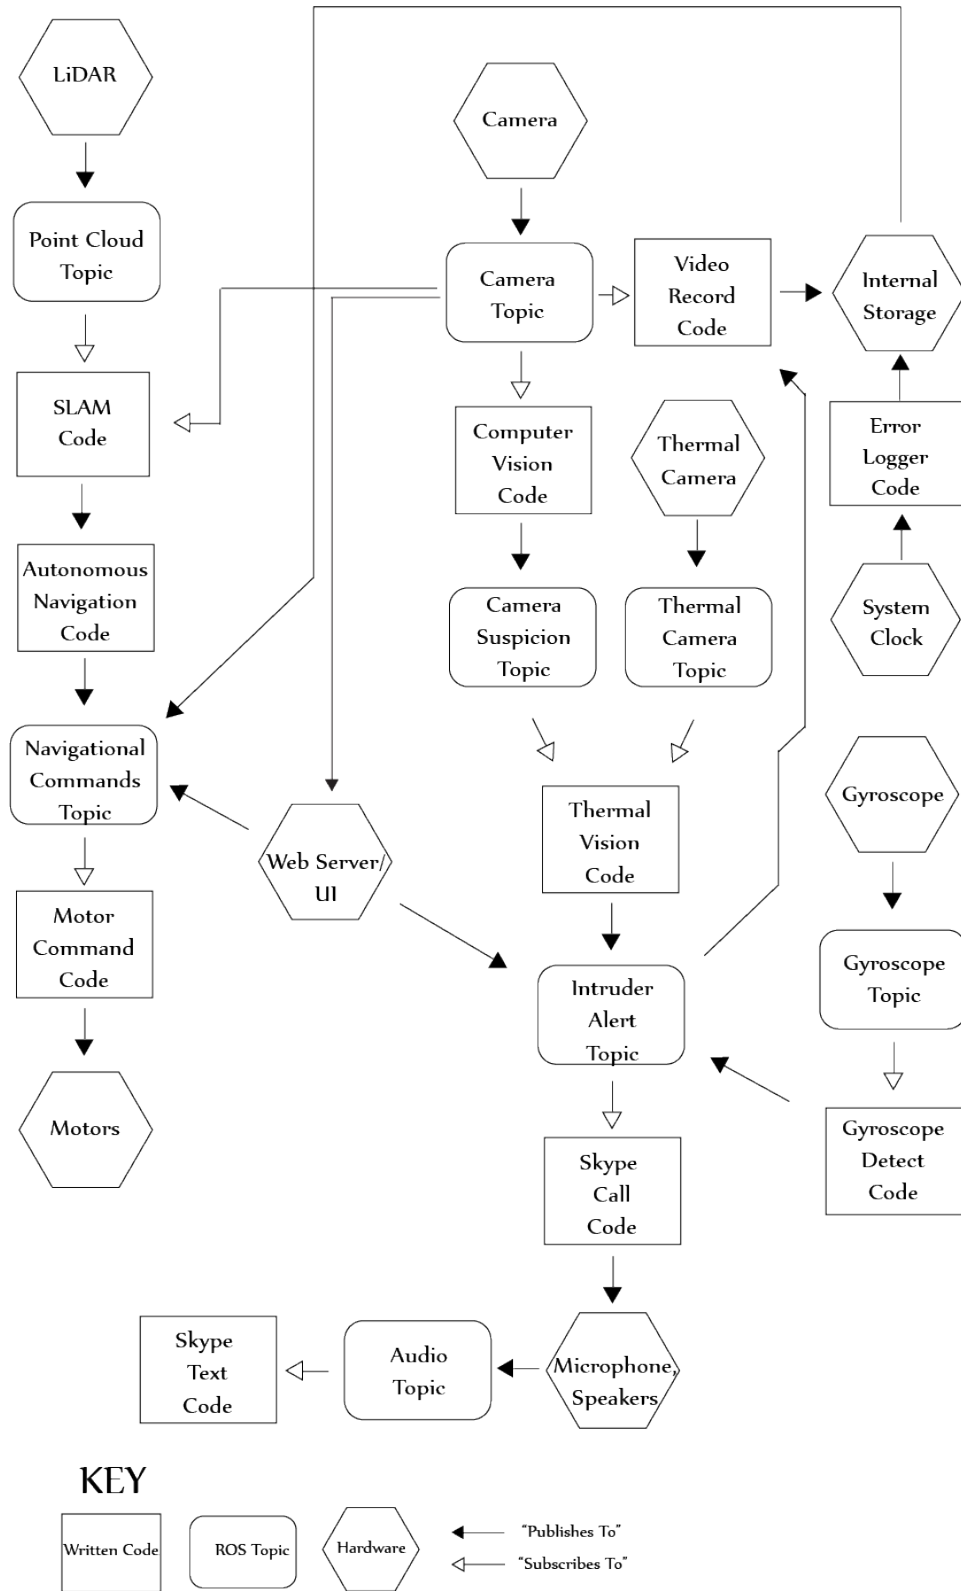 LiDAR
Camera
Point Cloud
Topic
Camera
Topic
Video
Record
Code
Internal
Storage
SLAM
Code
Computer
Vision
Code
Thermal
Camera
Error
Logger
Code
Autonomous
Navigation
Code
Camera
Suspicion
Topic
Thermal
Camera
Topic
System
Clock
Navigational
Commands
Topic
Web Server/
UI
Thermal
Vision
Code
Gyroscope
Motor
Command
Code
Intruder
Alert
Topic
Gyroscope
Topic
Motors
Skype
Call
Code
Gyroscope
Detect
Code
Skype
Text
Code
Audio
Topic
Microphone,
Speakers
KEY
Written Code
ROS Topic
Hardware
"Publishes To"
"Subscribes To"